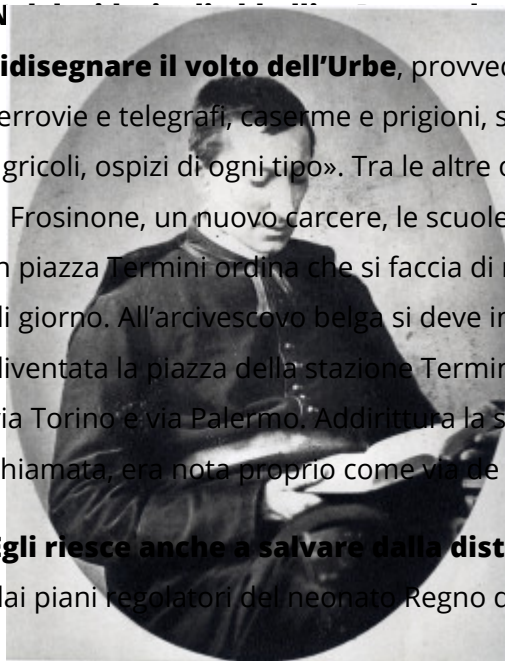 idisegnare il volto dell'Urbe, provved
errovie e telegrafi, caserme e prigioni, s
gricoli, ospizi di ogni tipo». Tra le altre c
Frosinone, un nuovo carcere, le scuole
n piazza Termini ordina che si faccia di
li giorno. All'arcivescovo belga si deve in
diventata la piazza della stazione Termin
ia Torino e via Palermo. Addirittura la s
hiamata, era nota proprio come via de
Egli riesce anche a salvare dalla dist
dai piani regolatori del neonato Regno d